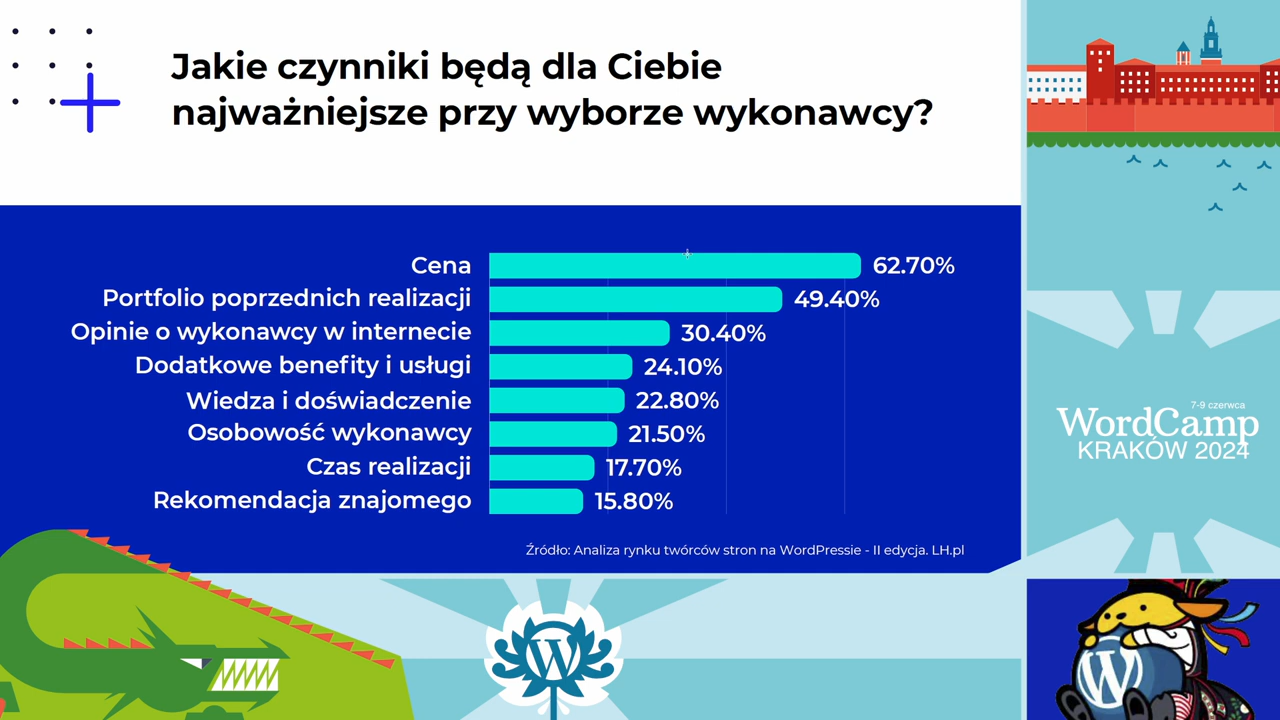 Jakie czynniki będą dla Ciebie
najważniejsze przy wyborze wykonawcy?
Cena 62.70%
Portfolio poprzednich realizacji 49.40%
Opinie o wykonawcy w internecie 30.40%
Dodatkowe benefity i usługi 24.10%
Wiedza i doświadczenie 22.80%
Osobowość wykonawcy 21.50%
Czas realizacji 17.70%
Rekomendacja znajomego 15.80%
Źródło: Analiza rynku twórców stron na WordPressie - II edycja. LH.pl
7-9 czerwca
WordCamp
KRAKÓW 2024
W
W